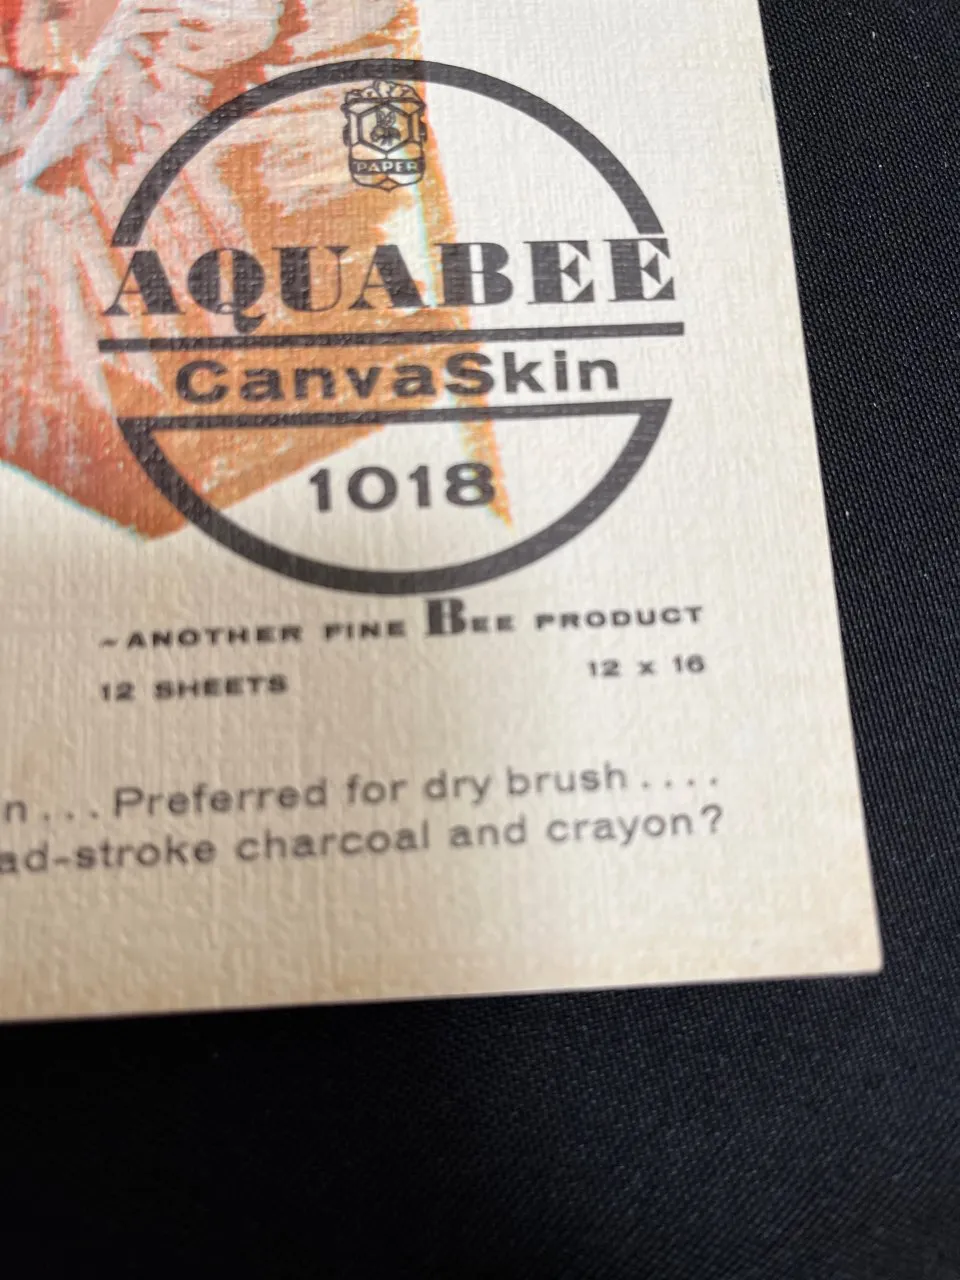 PAPER
AQUABEE
CanvaSkin
1018
~ANOTHER FINE BEE PRODUCT
12 SHEETS 12 x 16
n...Preferred for dry brush....
ad-stroke charcoal and crayon?